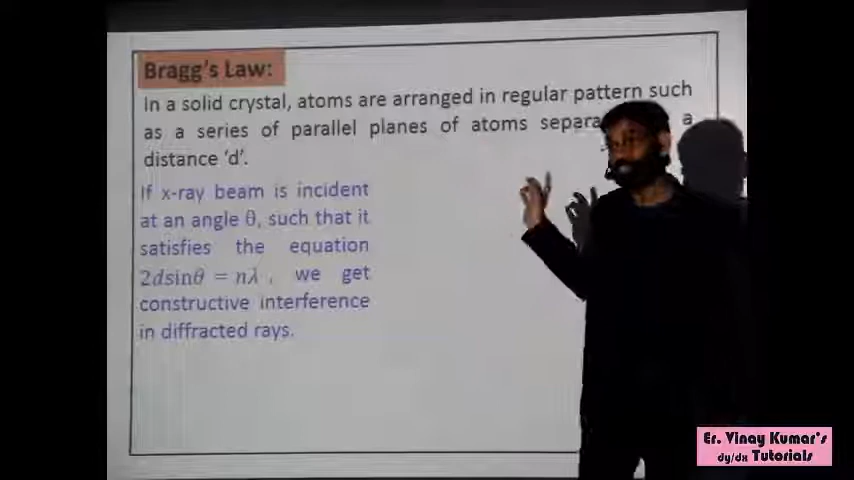 Bragg's Law:
In a solid crystal, atoms are arranged in regular pattern such
as a series of parallel planes of atoms a
distance 'd'.
If x-ray beam is incident
at an angle θ, such that it
satisfies the equation
2dsinθ = nλ , we get
constructive interference
in diffracted rays.
Er. Vinay Kumar's
dy/dx Tutorials